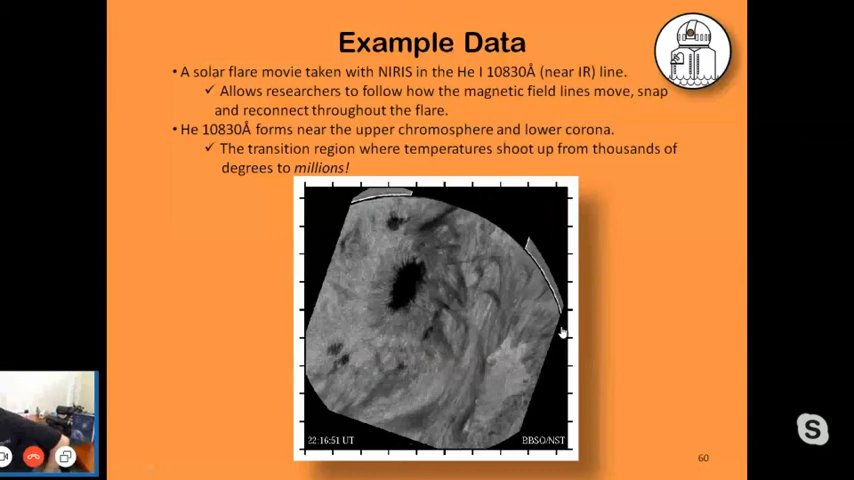 Example Data
• A solar flare movie taken with NIRIS in the He I 10830Å (near IR) line.
✓ Allows researchers to follow how the magnetic field lines move, snap
and reconnect throughout the flare.
• He 10830Å forms near the upper chromosphere and lower corona.
✓ The transition region where temperatures shoot up from thousands of
degrees to millions!
22:16:51 UT
BBSO/NST
60
S